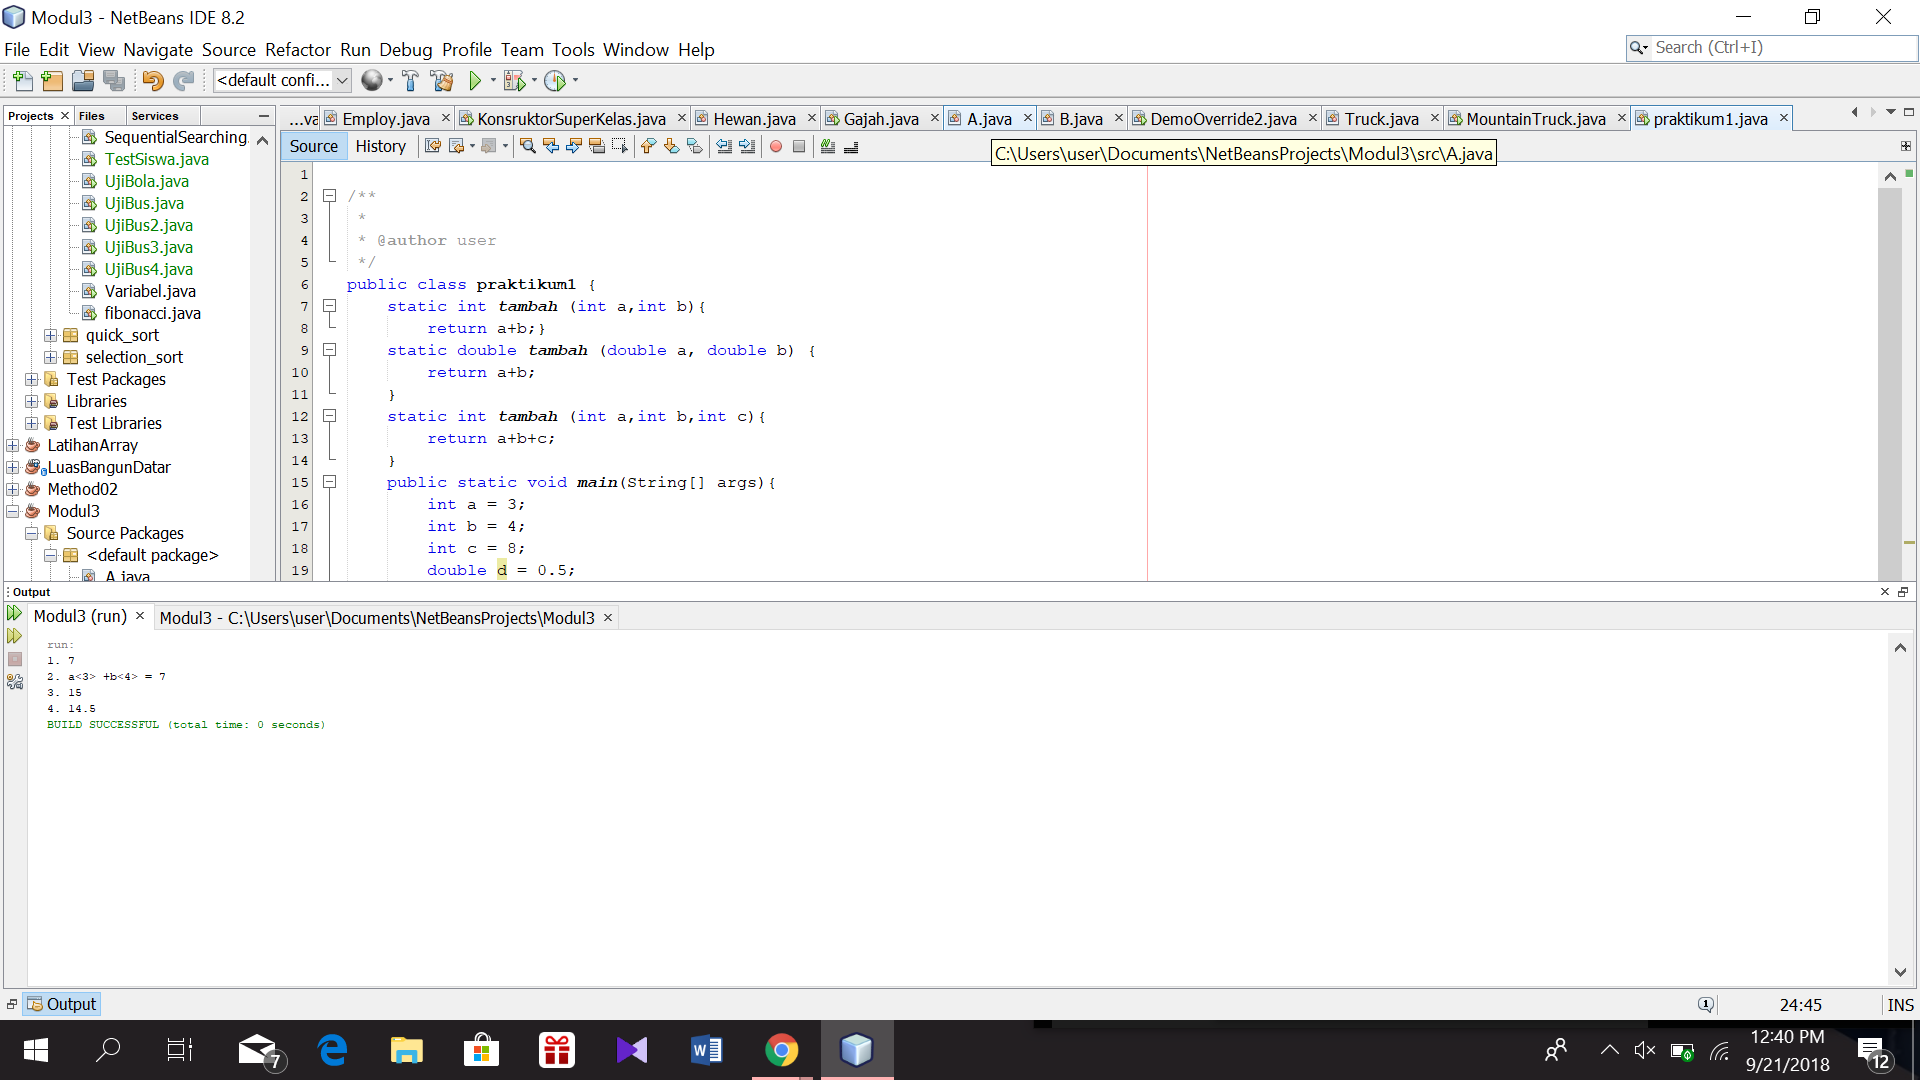 Modul3 - NetBeans IDE 8.2
File Edit View Navigate Source Refactor Run Debug Profile Team Tools Window Help
Search (Ctrl+I)
<default confi...
Projects Files Services
SequentialSearching.
TestSiswa.java
UjiBola.java
UjiBus.java
UjiBus2.java
UjiBus3.java
UjiBus4.java
Variabel.java
fibonacci.java
quick_sort
selection_sort
Test Packages
Libraries
Test Libraries
LatihanArray
LuasBangunDatar
Method02
Modul3
Source Packages
<default package>
A.java
...va Employ.java KonsruktorSuperKelas.java Hewan.java Gajah.java A.java B.java DemoOverride2.java Truck.java MountainTruck.java praktikum1.java
Source History
C:\Users\user\Documents\NetBeansProjects\Modul3\src\A.java
1
2 /**
3 *
4 * @author user
5 */
6 public class praktikum1 {
7 static int tambah (int a,int b){
8 return a+b;}
9 static double tambah (double a, double b) {
10 return a+b;
11 }
12 static int tambah (int a,int b,int c){
13 return a+b+c;
14 }
15 public static void main(String[] args){
16 int a = 3;
17 int b = 4;
18 int c = 8;
19 double d = 0.5;
Output
Modul3 (run) Modul3 - C:\Users\user\Documents\NetBeansProjects\Modul3
run:
1. 7
2. a<3> +b<4> = 7
3. 15
4. 14.5
BUILD SUCCESSFUL (total time: 0 seconds)
Output
1
24:45
INS
7
12:40 PM
9/21/2018
12